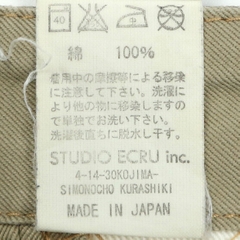 40
綿 100%
着用中の摩擦等による移染
に注意して下さい。洗濯に
より他の物に移染しますの
で単独でお洗い下さい。
洗濯後直ちに脱水し干す。
STUDIO ECRU inc.
4-14-30KOJIMA-
SIMONOCHO KURASHIKI
MADE IN JAPAN